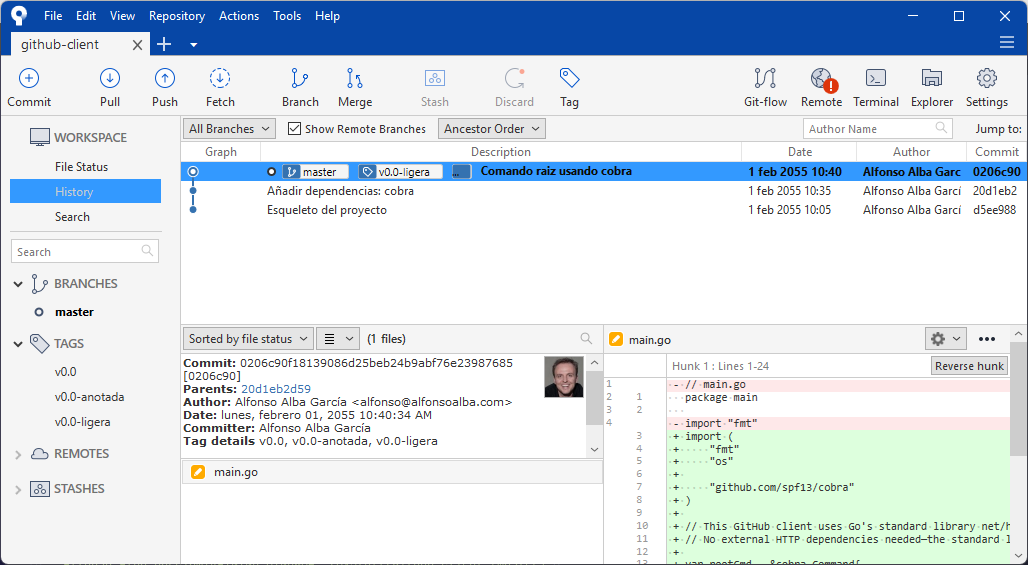 File Edit View Repository Actions Tools Help
github-client
Commit Pull Push Fetch Branch Merge Stash Discard Tag Git-flow Remote Terminal Explorer Settings
WORKSPACE
File Status
History
Search
Search
BRANCHES
master
TAGS
v0.0
v0.0-anotada
v0.0-ligera
REMOTES
STASHES
All Branches Show Remote Branches Ancestor Order Author Name Jump to:
Graph Description Date Author Commit
master v0.0-ligera ... Comando raiz usando cobra 1 feb 2055 10:40 Alfonso Alba Garc 0206c90
Añadir dependencias: cobra 1 feb 2055 10:35 Alfonso Alba Garcí 20d1eb2
Esqueleto del proyecto 1 feb 2055 10:05 Alfonso Alba Garcí d5ee988
Sorted by file status (1 files)
Commit: 0206c90f18139086d25beb24b9abf76e23987685
[0206c90]
Parents: 20d1eb2d59
Author: Alfonso Alba García <alfonso@alfonsoalba.com>
Date: lunes, febrero 01, 2055 10:40:34 AM
Committer: Alfonso Alba García
Tag details v0.0, v0.0-anotada, v0.0-ligera
main.go
main.go
Hunk 1 : Lines 1-24 Reverse hunk
1 - // main.go
2 1 package main
3 2
4 - import "fmt"
3 + import (
4 + "fmt"
5 + "os"
6 +
7 + "github.com/spf13/cobra"
8 + )
9 +
10 + // This GitHub client uses Go's standard library net/h
11 + // No external HTTP dependencies needed—the standard l
12 +
13 + var rootCmd = &cobra.Command{